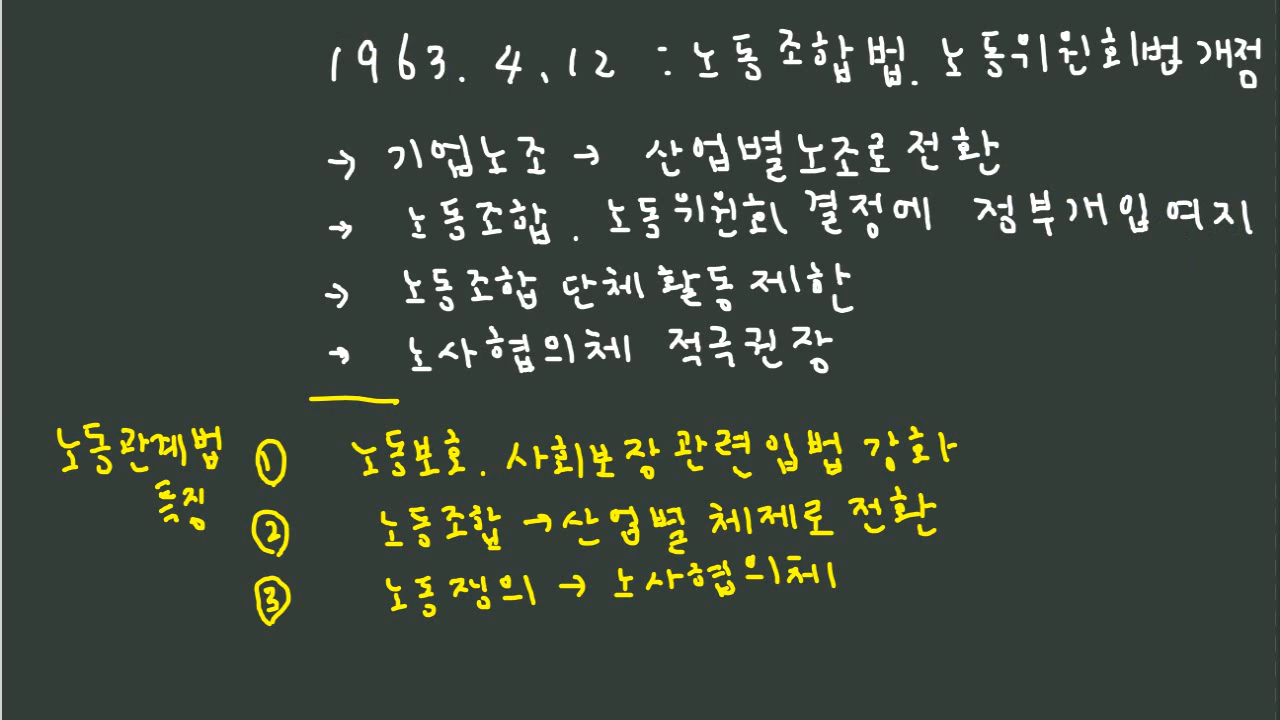 1963. 4. 12 : 노동조합법. 노동위원회법 개정
→ 기업노조 → 산업별노조로 전환
→ 노동조합. 노동위원회 결정에 정부개입여지
→ 노동조합 단체활동제한
→ 노사협의체 적극권장
노동관계법 특징
① 노동보호. 사회보장관련입법 강화
② 노동조합 → 산업별 체제로 전환
③ 노동쟁의 → 노사협의체